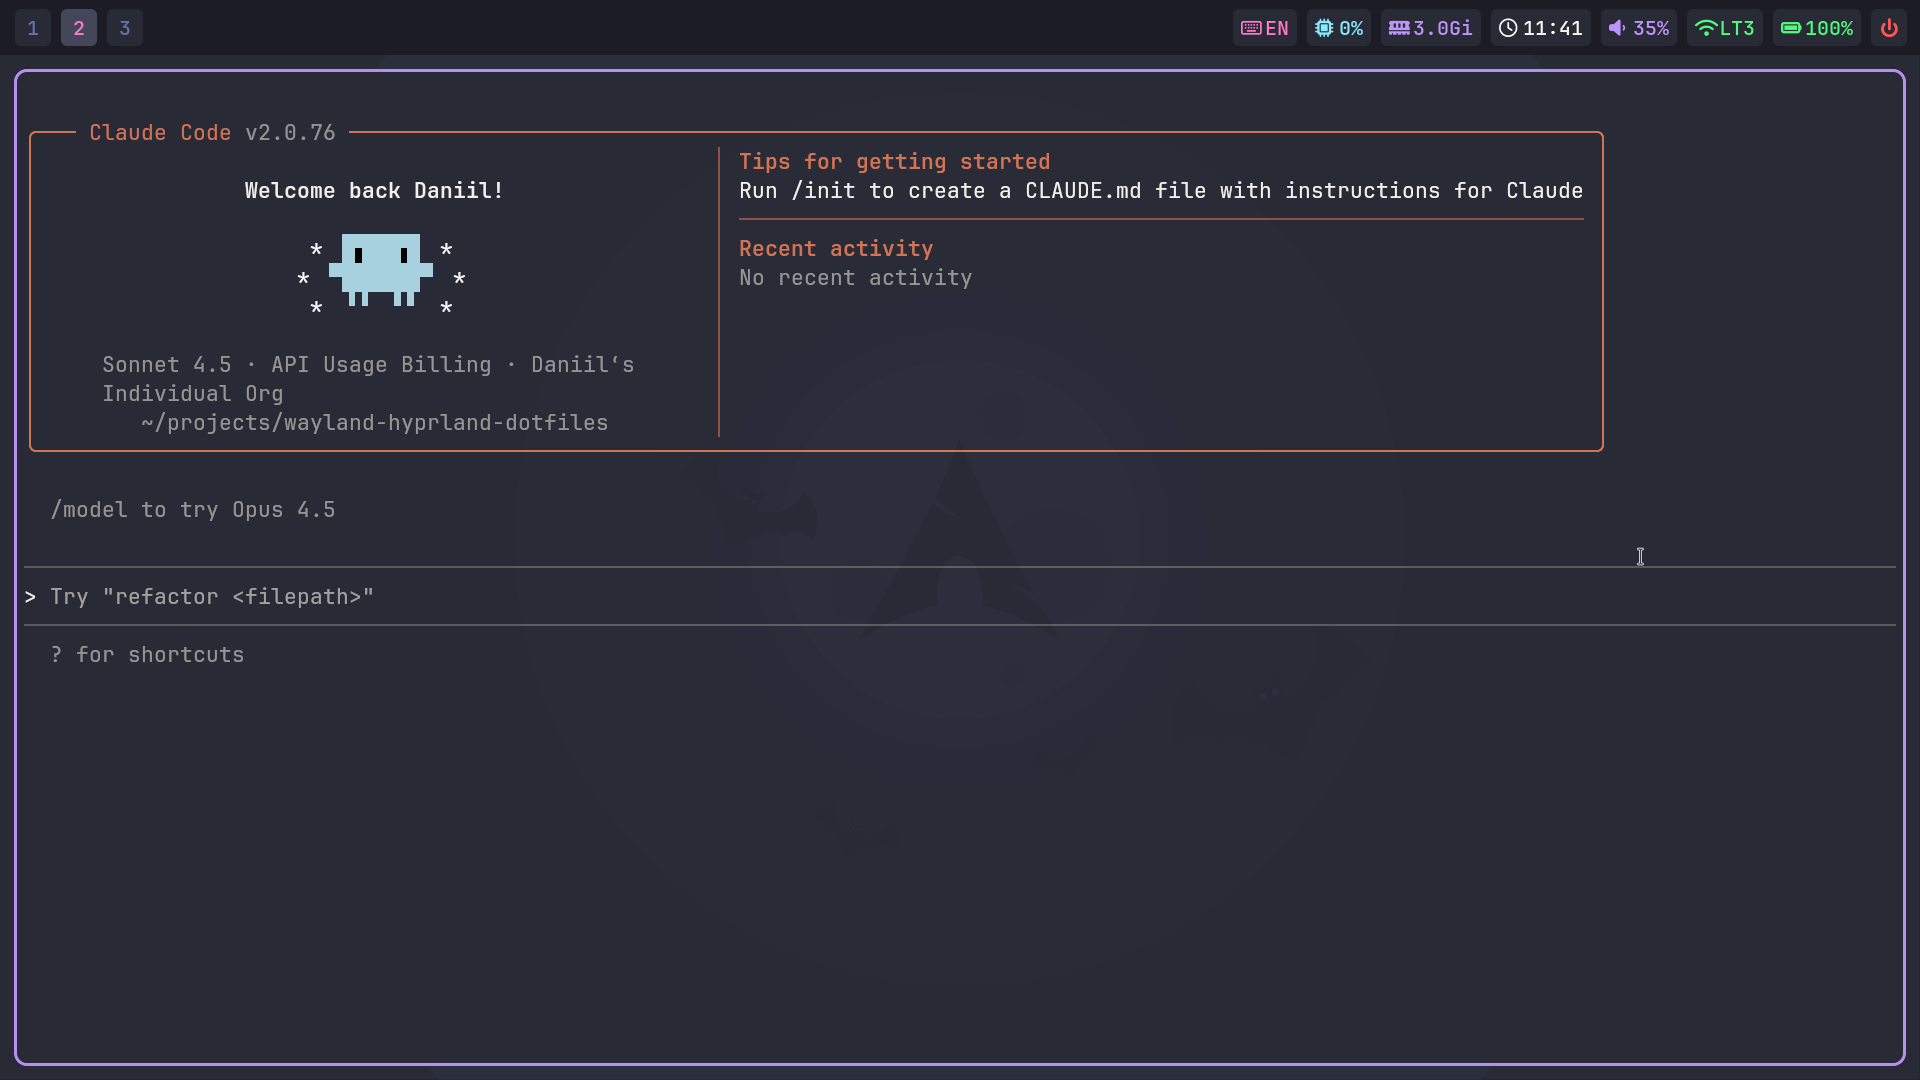 1 2 3 EN 0% 3.0Gi 11:41 35% LT3 100%
Claude Code v2.0.76
Welcome back Daniil!
* *
* *
* *
Sonnet 4.5 · API Usage Billing · Daniil‘s
Individual Org
~/projects/wayland-hyprland-dotfiles
Tips for getting started
Run /init to create a CLAUDE.md file with instructions for Claude
Recent activity
No recent activity
/model to try Opus 4.5
> Try "refactor <filepath>"
? for shortcuts